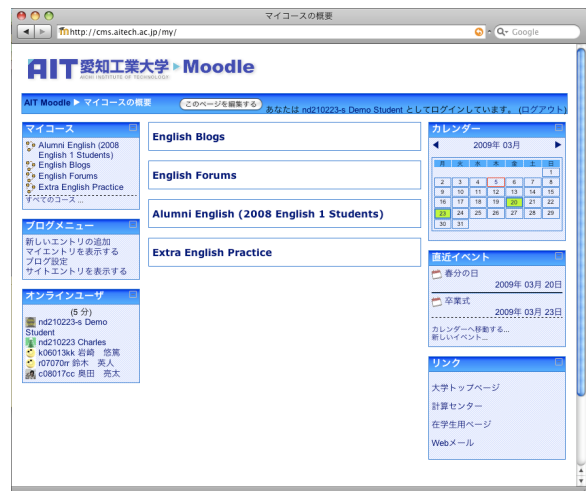 マイコースの概要
http://cms.aitech.ac.jp/my/
Google
AIT 愛知工業大学 Moodle
AICHI INSTITUTE OF TECHNOLOGY
AIT Moodle ▶ マイコースの概要
このページを編集する
あなたは nd210223-s Demo Student としてログインしています。 (ログアウト)
マイコース
Alumni English (2008
English 1 Students)
English Blogs
English Forums
Extra English Practice
すべてのコース ...
ブログメニュー
新しいエントリの追加
マイエントリを表示する
ブログ設定
サイトエントリを表示する
オンラインユーザ
(5 分)
nd210223-s Demo
Student
nd210223 Charles
k06013kk 岩崎 悠篤
r07070rr 鈴木 英人
c08017cc 奥田 亮太
English Blogs
English Forums
Alumni English (2008 English 1 Students)
Extra English Practice
カレンダー
◀ 2009年 03月 ▶
月 火 水 木 金 土 日
1
2 3 4 5 6 7 8
9 10 11 12 13 14 15
16 17 18 19 20 21 22
23 24 25 26 27 28 29
30 31
直近イベント
春分の日
2009年 03月 20日
卒業式
2009年 03月 23日
カレンダーへ移動する...
新しいイベント...
リンク
大学トップページ
計算センター
在学生用ページ
Webメール